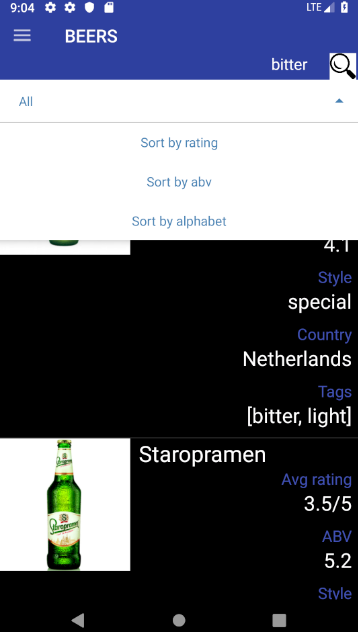 9:04
LTE
BEERS
bitter
All
Sort by rating
Sort by abv
Sort by alphabet
4.1
Style
special
Country
Netherlands
Tags
[bitter, light]
Staropramen
Avg rating
3.5/5
Staropramen
ABV
5.2
Style